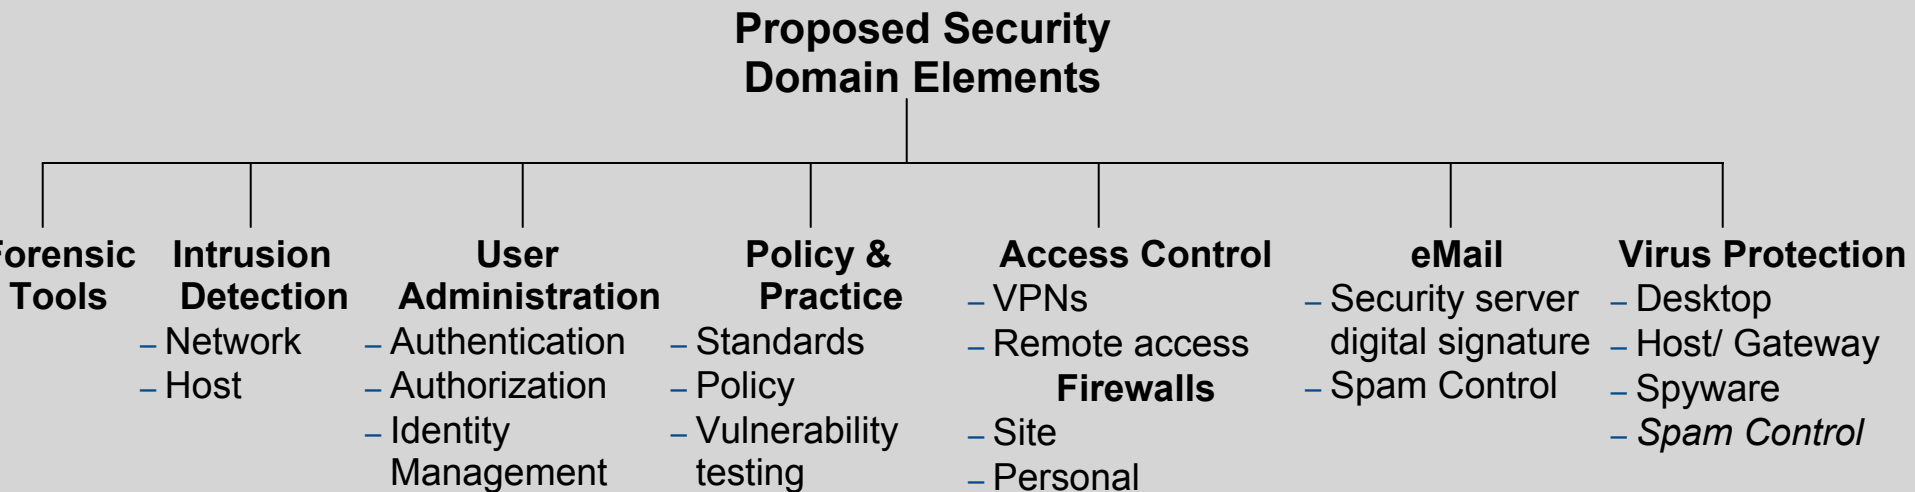 Proposed Security
Domain Elements
Forensic
Tools
Intrusion
Detection
– Network
– Host
User
Administration
– Authentication
– Authorization
– Identity
Management
Policy &
Practice
– Standards
– Policy
– Vulnerability
testing
Access Control
– VPNs
– Remote access
Firewalls
– Site
– Personal
eMail
– Security server
digital signature
– Spam Control
Virus Protection
– Desktop
– Host/ Gateway
– Spyware
– Spam Control